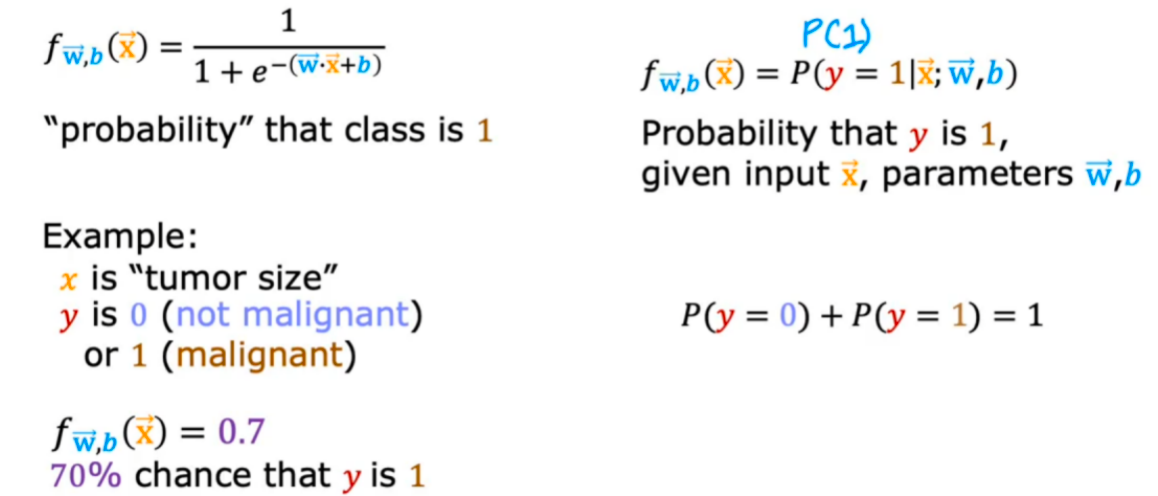 f_{\vec{w},b}(\vec{x}) = \frac{1}{1 + e^{-(\vec{w}\cdot\vec{x}+b)}}
“probability” that class is 1
Example:
x is “tumor size”
y is 0 (not malignant)
or 1 (malignant)
f_{\vec{w},b}(\vec{x}) = 0.7
70% chance that y is 1
P(1)
f_{\vec{w},b}(\vec{x}) = P(y = 1|\vec{x}; \vec{w},b)
Probability that y is 1,
given input \vec{x}, parameters \vec{w},b
P(y = 0) + P(y = 1) = 1